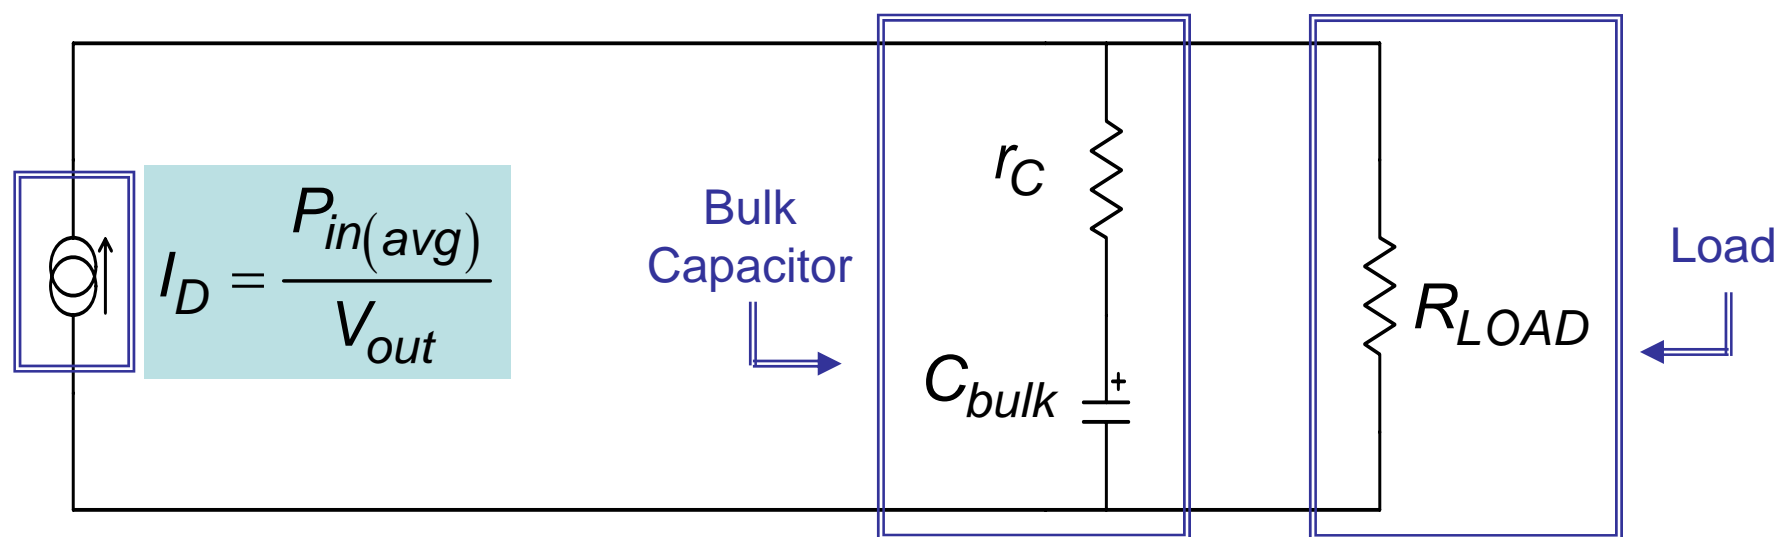 I_D = P_in(avg) / V_out
Bulk
Capacitor
r_C
C_bulk
+
R_LOAD
Load